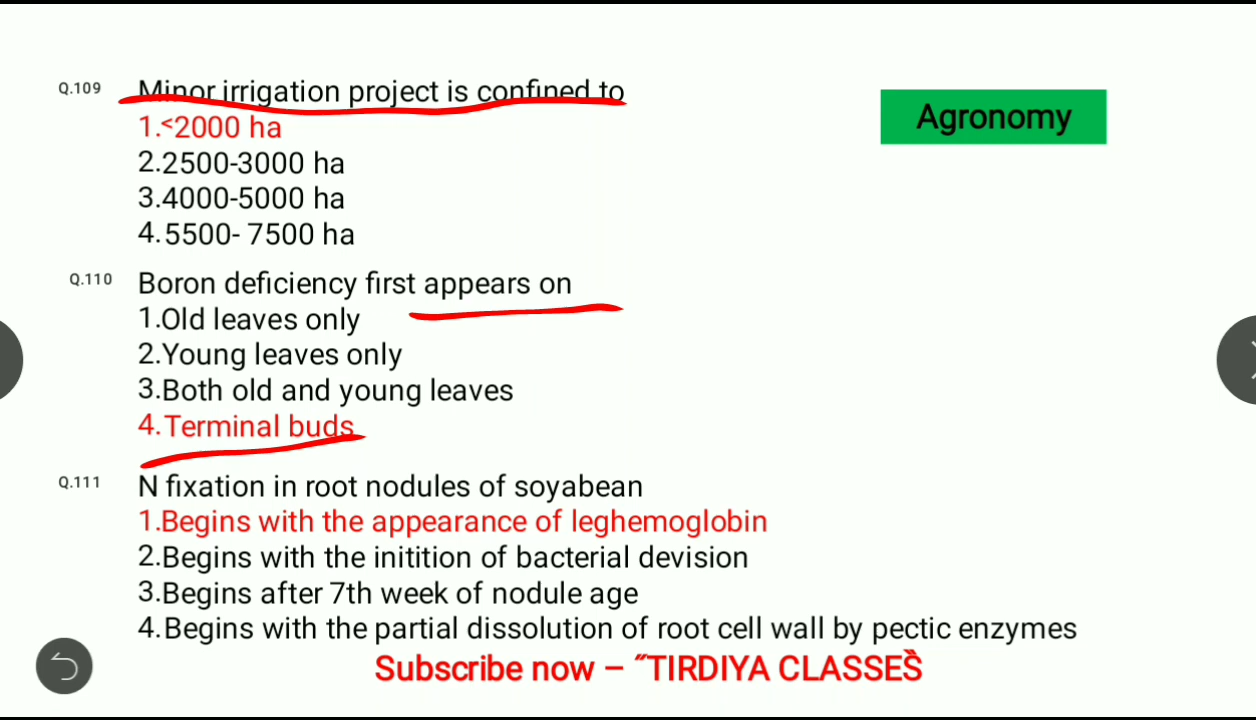 Q.109 Minor irrigation project is confined to
1.<2000 ha
2.2500-3000 ha
3.4000-5000 ha
4.5500- 7500 ha
Agronomy
Q.110 Boron deficiency first appears on
1.Old leaves only
2.Young leaves only
3.Both old and young leaves
4.Terminal buds
Q.111 N fixation in root nodules of soyabean
1.Begins with the appearance of leghemoglobin
2.Begins with the initition of bacterial devision
3.Begins after 7th week of nodule age
4.Begins with the partial dissolution of root cell wall by pectic enzymes
Subscribe now – ˝TIRDIYA CLASSES̏